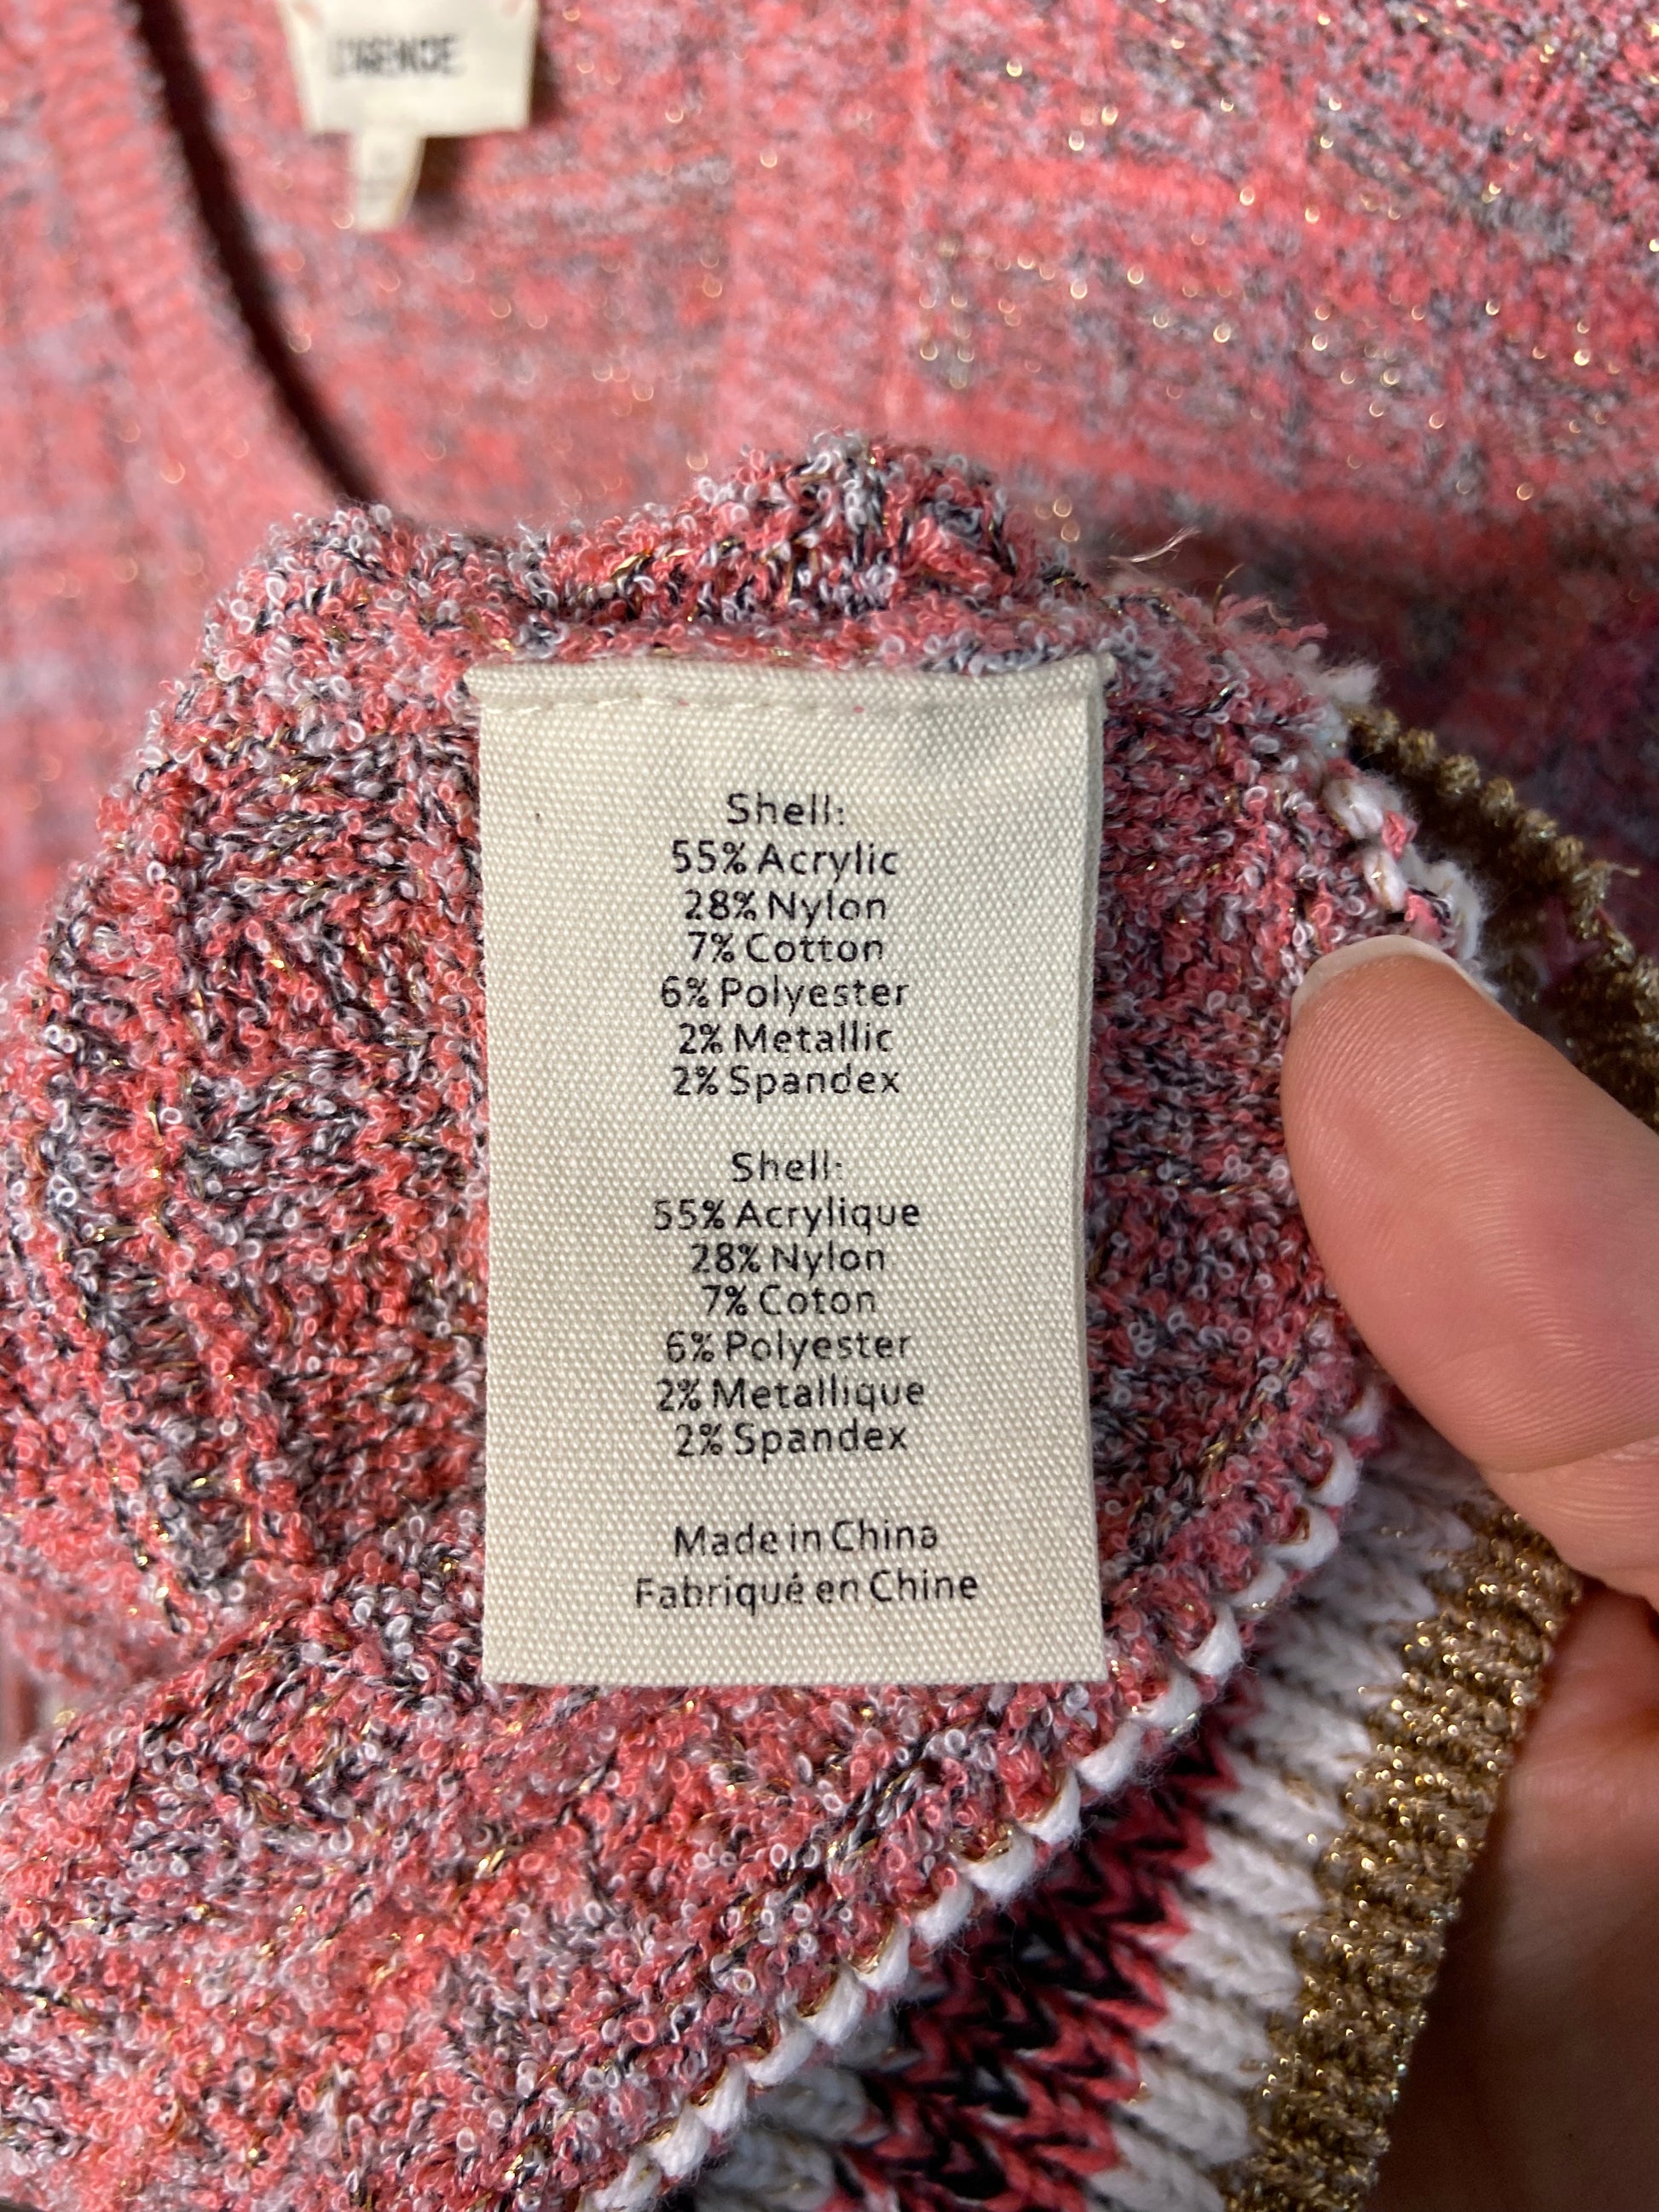 L'AGENCE
Shell:
55% Acrylic
28% Nylon
7% Cotton
6% Polyester
2% Metallic
2% Spandex
Shell:
55% Acrylique
28% Nylon
7% Coton
6% Polyester
2% Metallique
2% Spandex
Made in China
Fabriqué en Chine